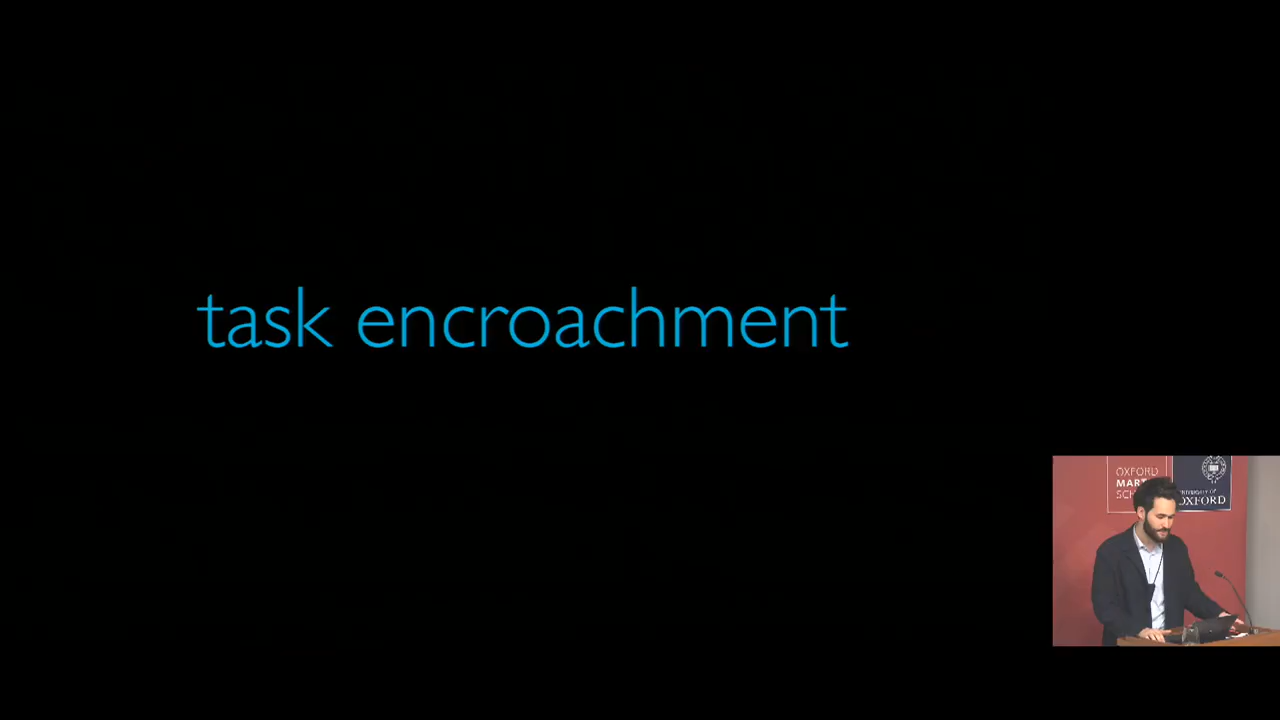 task encroachment
OXFORD
MART
SCH
UNIVERSITY OF
OXFORD